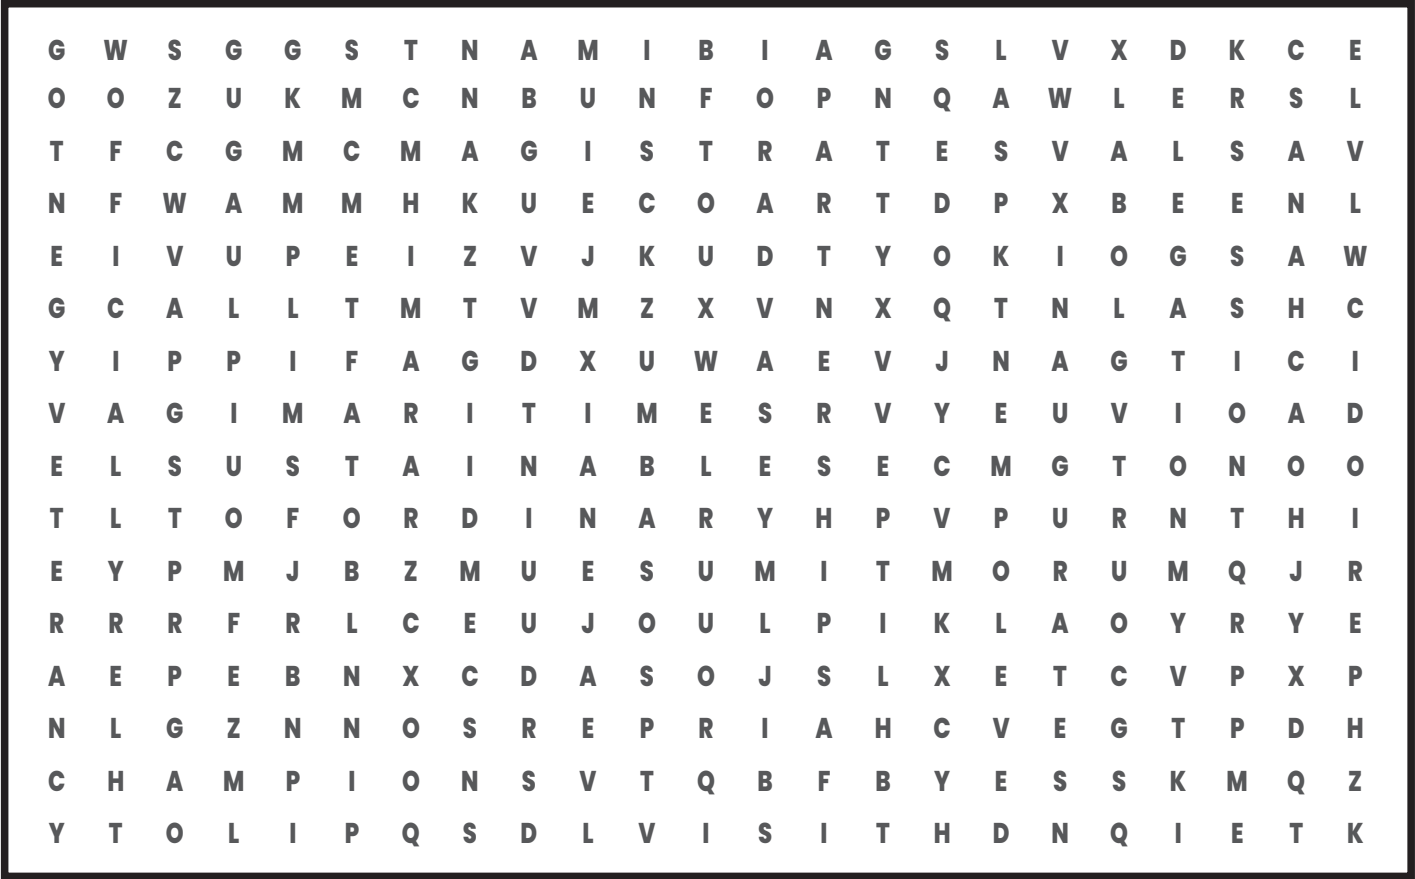 G W S G G S T N A M I B I A G S L V X D K C E
O O Z U K M C N B U N F O P N Q A W L E R S L
T F C G M C M A G I S T R A T E S V A L S A V
N F W A M M H K U E C O A R T D P X B E E N L
E I V U P E I Z V J K U D T Y O K I O G S A W
G C A L L T M T V M Z X V N X Q T N L A S H C
Y I P P I F A G D X U W A E V J N A G T I C I
V A G I M A R I T I M E S R V Y E U V I O A D
E L S U S T A I N A B L E S E C M G T O N O O
T L T O F O R D I N A R Y H P V P U R N T H I
E Y P M J B Z M U E S U M I T M O R U M Q J R
R R R F R L C E U J O U L P I K L A O Y R Y E
A E P E B N X C D A S O J S L X E T C V P X P
N L G Z N N O S R E P R I A H C V E G T P D H
C H A M P I O N S V T Q B F B Y E S S K M Q Z
Y T O L I P Q S D L V I S I T H D N Q I E T K